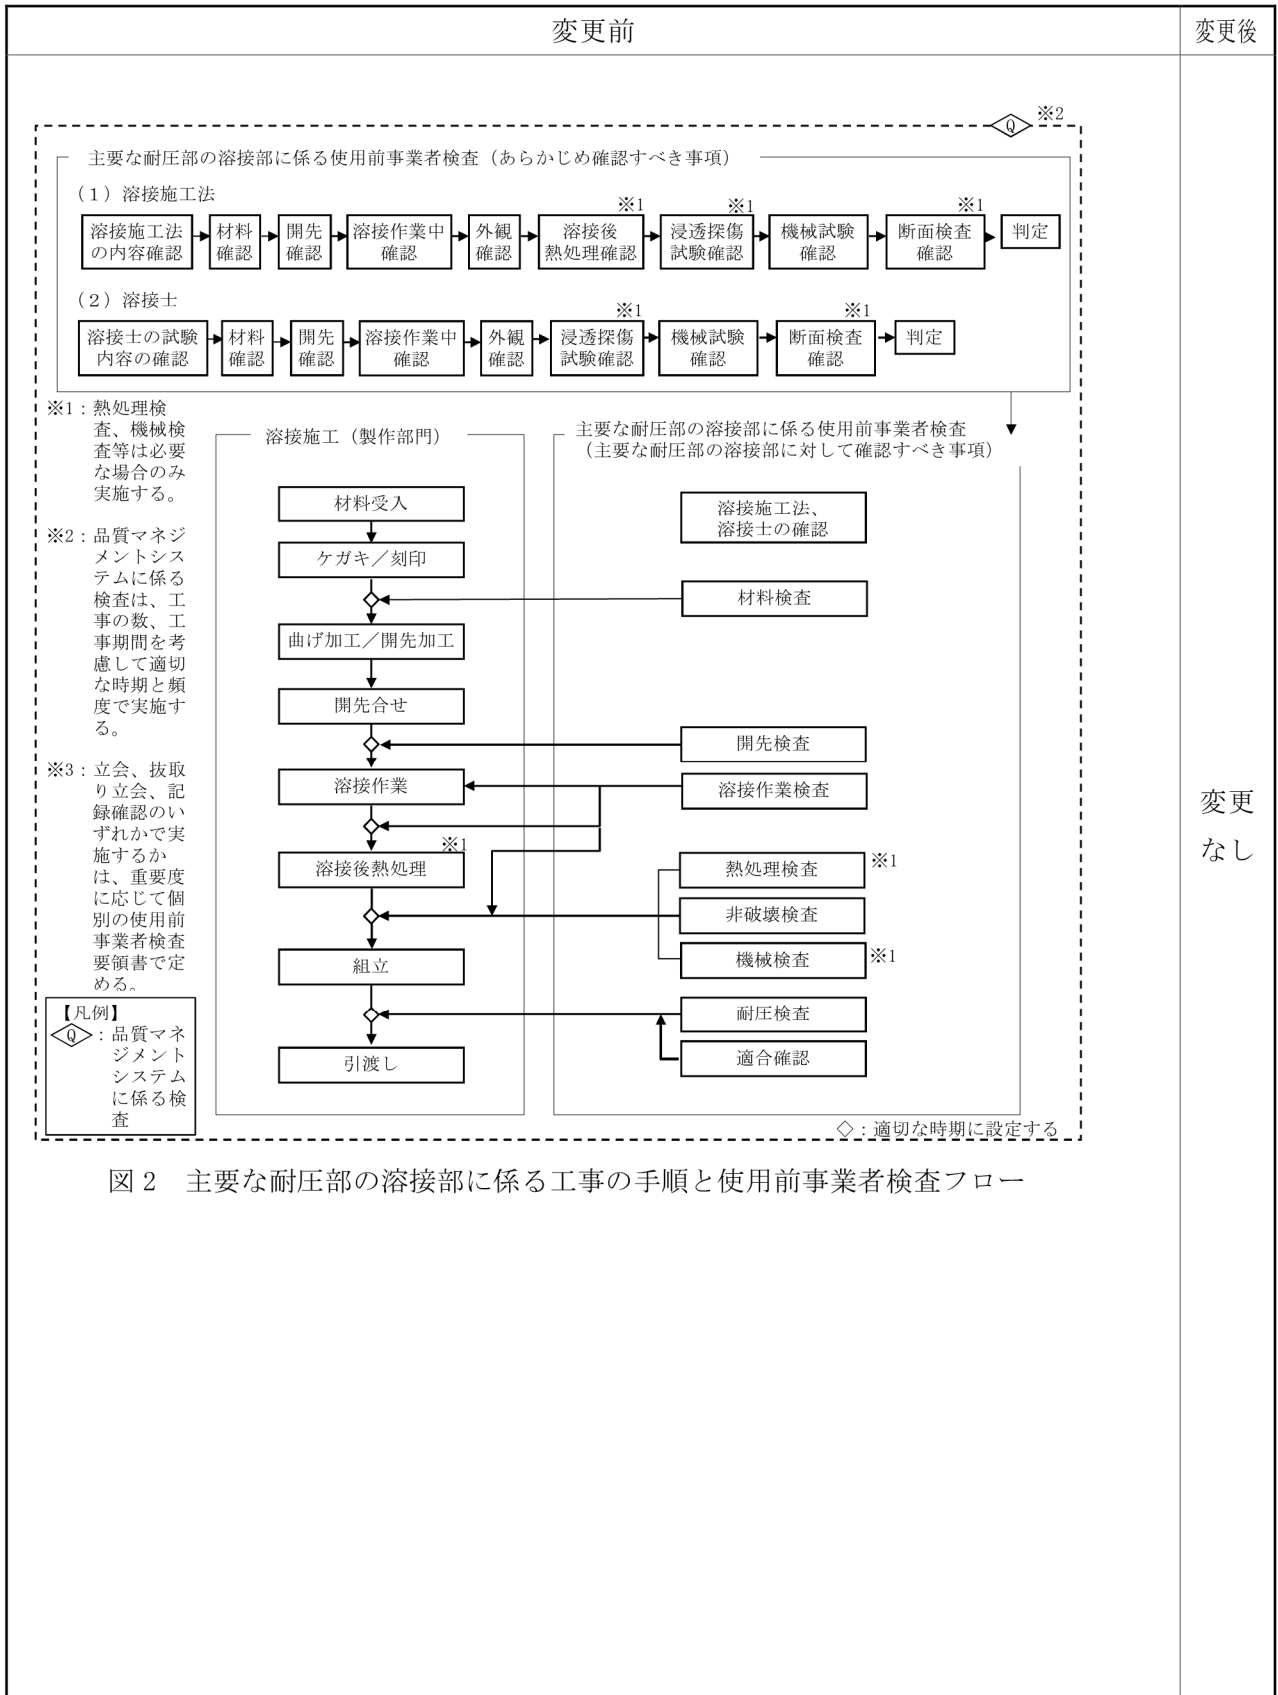 変更前
変更後
Q
※2
主要な耐圧部の溶接部に係る使用前事業者検査（あらかじめ確認すべき事項）
（１）溶接施工法
※1
※1
※1
溶接施工法
の内容確認
材料
確認
開先
確認
溶接作業中
確認
外観
確認
溶接後
熱処理確認
浸透探傷
試験確認
機械試験
確認
断面検査
確認
判定
（２）溶接士
※1
※1
溶接士の試験
内容の確認
材料
確認
開先
確認
溶接作業中
確認
外観
確認
浸透探傷
試験確認
機械試験
確認
断面検査
確認
判定
※1：熱処理検
査、機械検
査等は必要
な場合のみ
実施する。
※2：品質マネジ
メントシス
テムに係る
検査は、工
事の数、工
事期間を考
慮して適切
な時期と頻
度で実施す
る。
※3：立会、抜取
り立会、記
録確認のい
ずれかで実
施するか
は、重要度
に応じて個
別の使用前
事業者検査
要領書で定
める。
【凡例】
Q：品質マネ
ジメント
システム
に係る検
査
溶接施工（製作部門）
材料受入
ケガキ／刻印
曲げ加工／開先加工
開先合せ
溶接作業
※1
溶接後熱処理
組立
引渡し
主要な耐圧部の溶接部に係る使用前事業者検査
（主要な耐圧部の溶接部に対して確認すべき事項）
溶接施工法、
溶接士の確認
材料検査
開先検査
溶接作業検査
熱処理検査
※1
非破壊検査
機械検査
※1
耐圧検査
適合確認
◇：適切な時期に設定する
図２　主要な耐圧部の溶接部に係る工事の手順と使用前事業者検査フロー
変更
なし